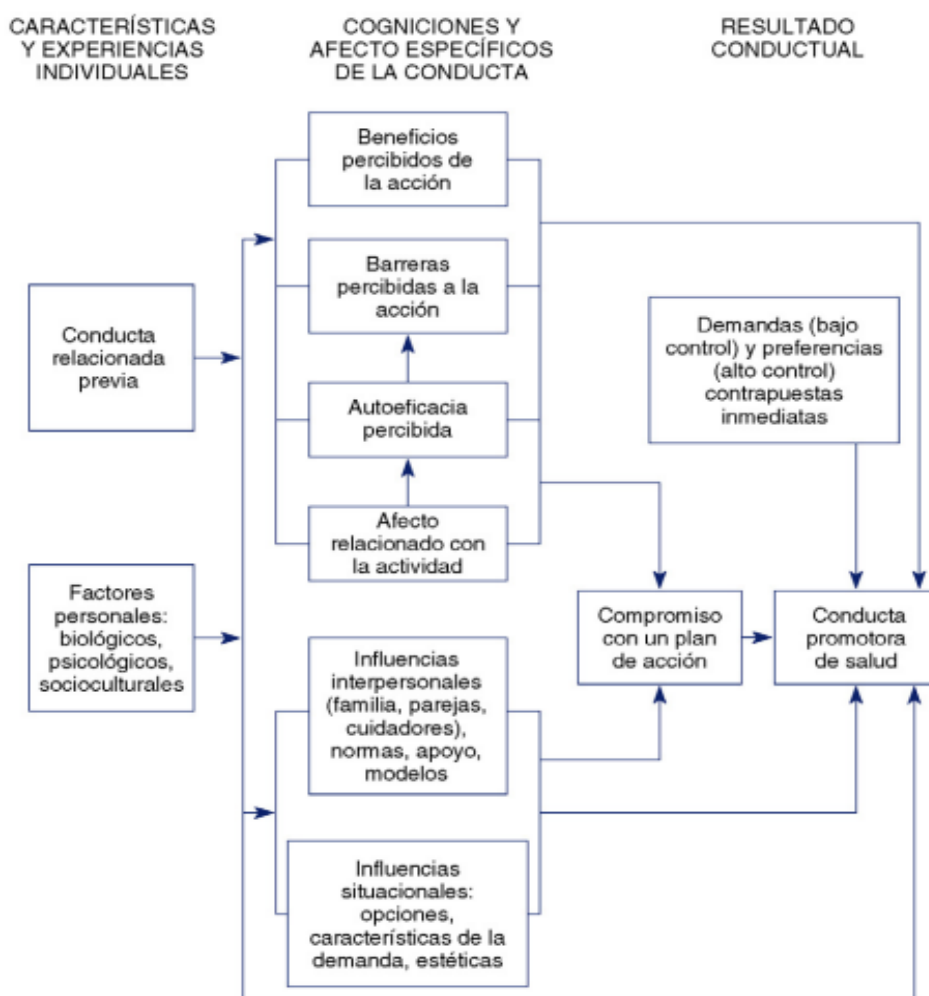 CARACTERÍSTICAS
Y EXPERIENCIAS
INDIVIDUALES
COGNICIONES Y
AFECTO ESPECÍFICOS
DE LA CONDUCTA
RESULTADO
CONDUCTUAL
Conducta
relacionada
previa
Factores
personales:
biológicos,
psicológicos,
socioculturales
Beneficios
percibidos de
la acción
Barreras
percibidas a la
acción
Autoeficacia
percibida
Afecto
relacionado con
la actividad
Influencias
interpersonales
(familia, parejas,
cuidadores),
normas, apoyo,
modelos
Influencias
situacionales:
opciones,
características de la
demanda, estéticas
Demandas (bajo
control) y preferencias
(alto control)
contrapuestas
inmediatas
Compromiso
con un plan
de acción
Conducta
promotora
de salud